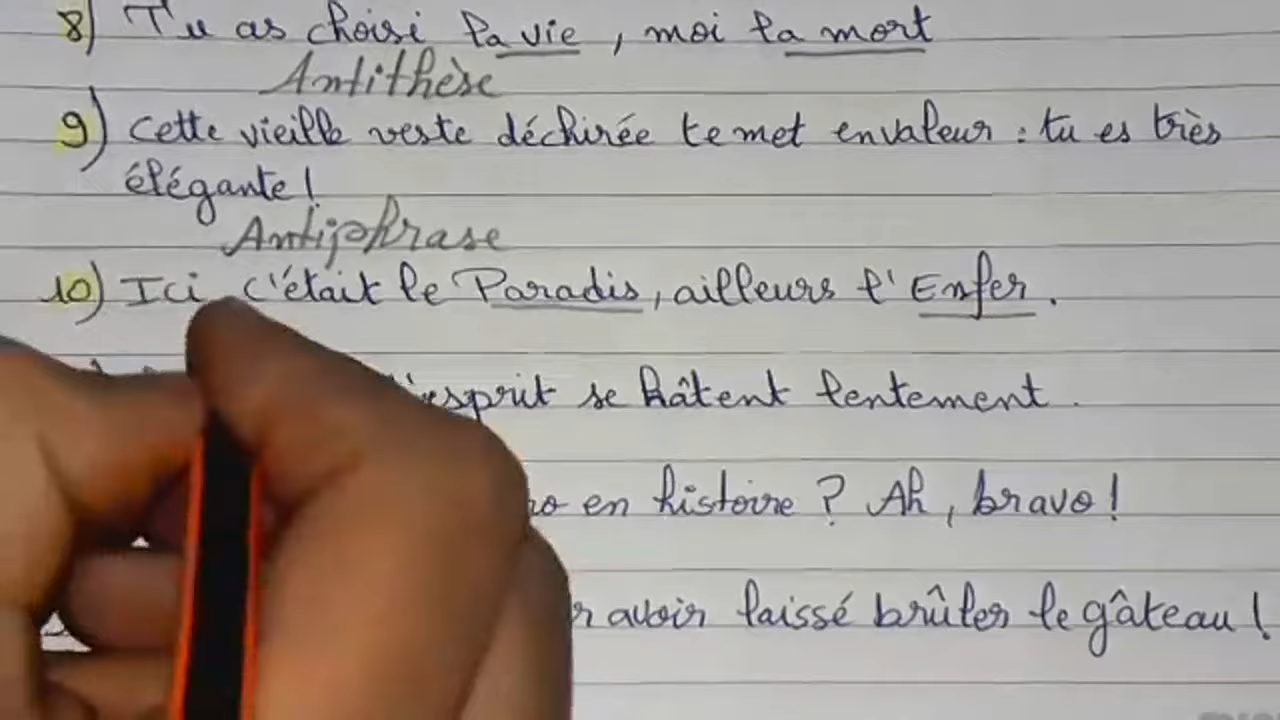 8) Tu as choisi la vie, moi la mort
Antithèse
9) Cette vieille veste déchirée te met en valeur : tu es très
élégante !
Antiphrase
10) Ici c'était le Paradis, ailleurs l'Enfer.
l'esprit se hâtent lentement.
en histoire ? Ah, bravo !
avoir laissé brûler le gâteau !